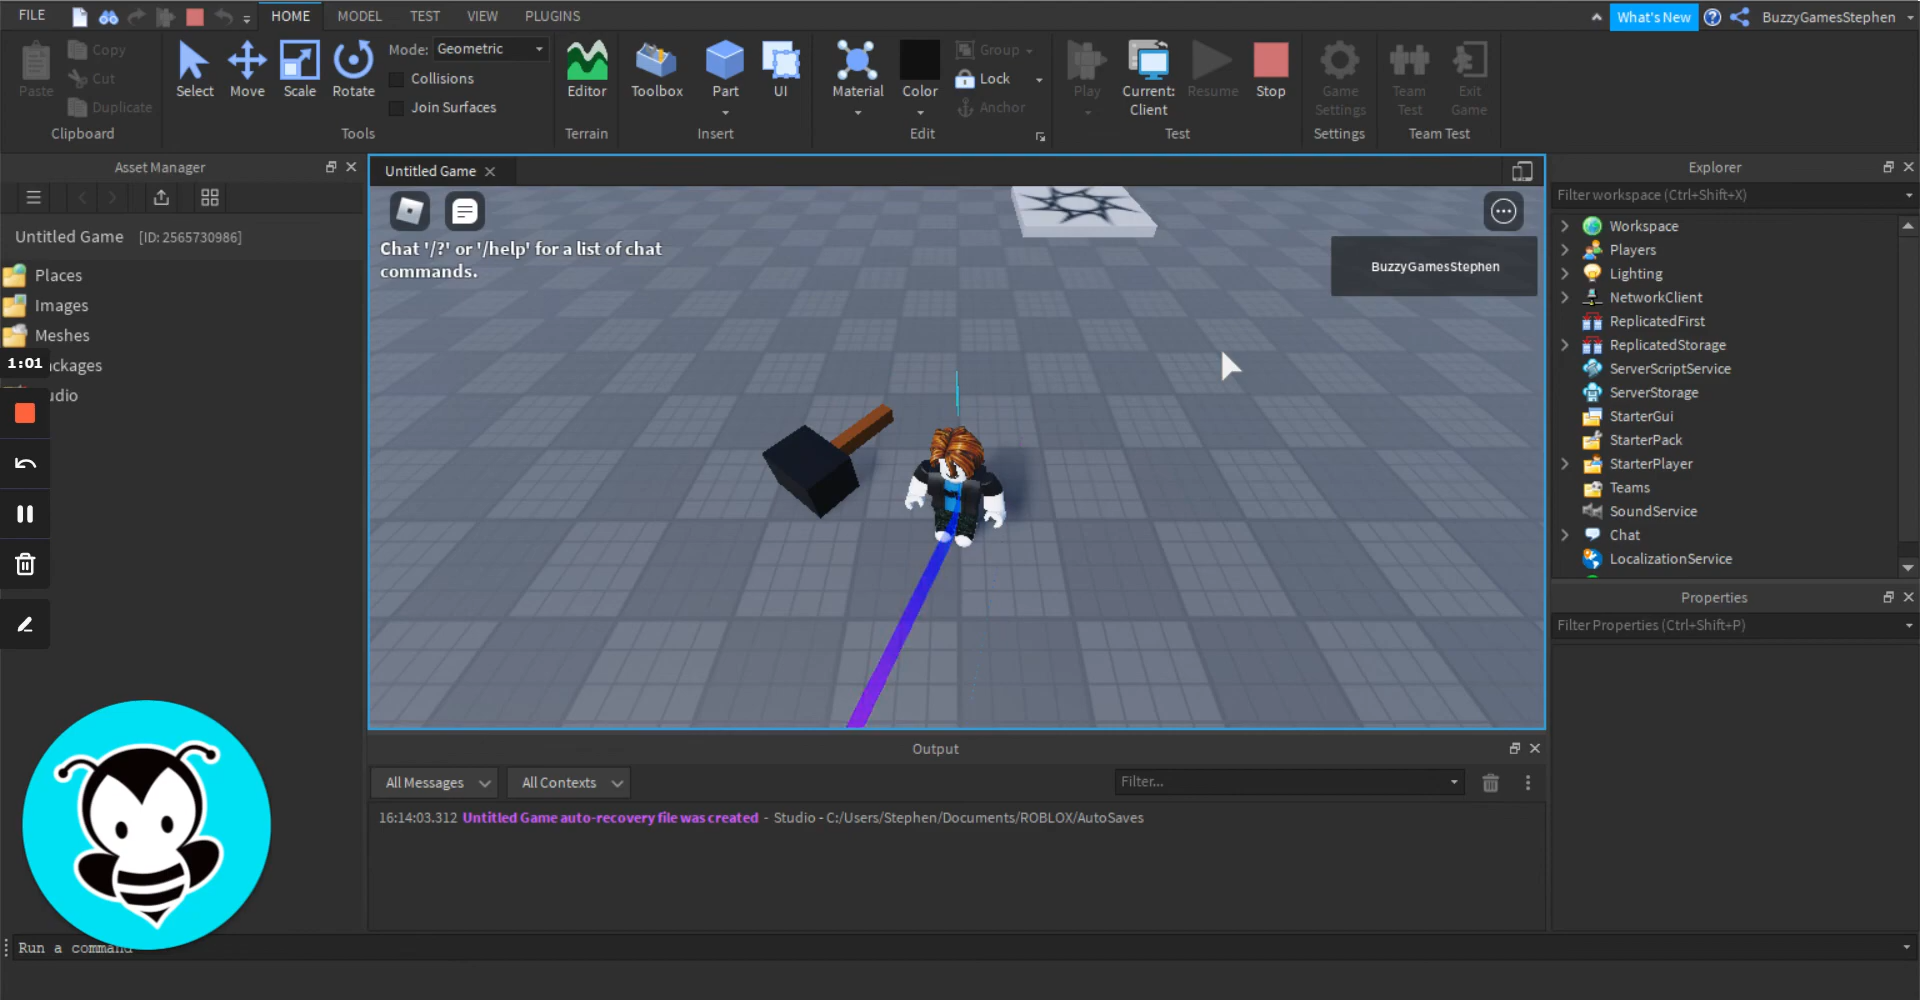 FILE
HOME
MODEL
TEST
VIEW
PLUGINS
What's New
BuzzyGamesStephen
Paste
Copy
Cut
Duplicate
Clipboard
Select
Move
Scale
Rotate
Mode: Geometric
Collisions
Join Surfaces
Tools
Editor
Terrain
Toolbox
Part
UI
Insert
Material
Color
Group
Lock
Anchor
Edit
Play
Current:
Client
Resume
Stop
Test
Game
Settings
Settings
Team
Test
Exit
Game
Team Test
Asset Manager
Untitled Game [ID: 2565730986]
Places
Images
Meshes
ckages
udio
1:01
Untitled Game
Chat '/?' or '/help' for a list of chat
commands.
BuzzyGamesStephen
Explorer
Filter workspace (Ctrl+Shift+X)
Workspace
Players
Lighting
NetworkClient
ReplicatedFirst
ReplicatedStorage
ServerScriptService
ServerStorage
StarterGui
StarterPack
StarterPlayer
Teams
SoundService
Chat
LocalizationService
Properties
Filter Properties (Ctrl+Shift+P)
Output
All Messages
All Contexts
Filter...
16:14:03.312 Untitled Game auto-recovery file was created - Studio - C:/Users/Stephen/Documents/ROBLOX/AutoSaves
Run a command